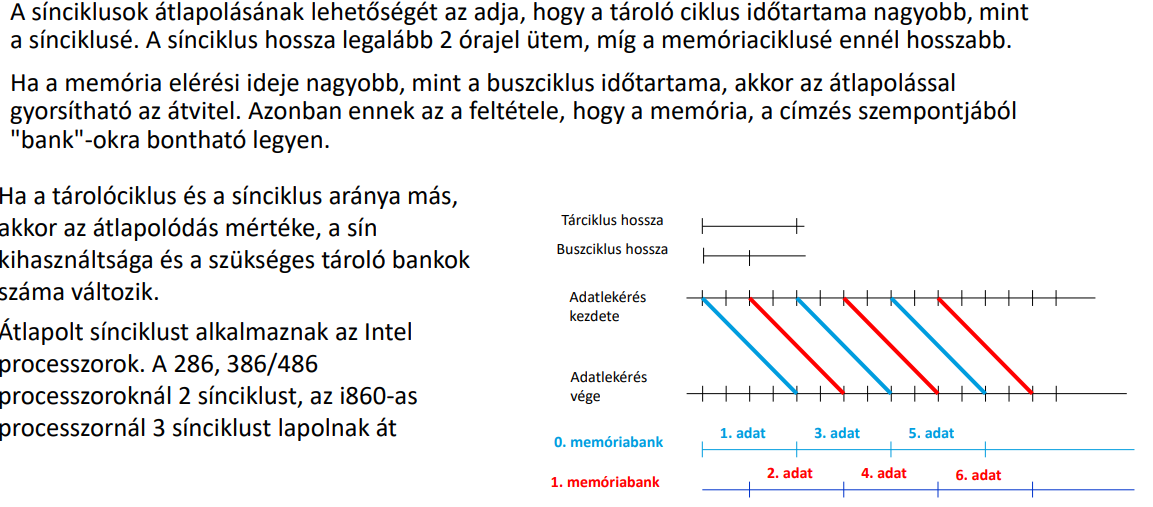 A sínciklusok átlapolásának lehetőségét az adja, hogy a tároló ciklus időtartama nagyobb, mint
a sínciklusé. A sínciklus hossza legalább 2 órajel ütem, míg a memóriaciklusé ennél hosszabb.
Ha a memória elérési ideje nagyobb, mint a buszciklus időtartama, akkor az átlapolással
gyorsítható az átvitel. Azonban ennek az a feltétele, hogy a memória, a címzés szempontjából
"bank"-okra bontható legyen.
Ha a tárolóciklus és a sínciklus aránya más,
akkor az átlapolódás mértéke, a sín
kihasználtsága és a szükséges tároló bankok
száma változik.
Átlapolt sínciklust alkalmaznak az Intel
processzorok. A 286, 386/486
processzoroknál 2 sínciklust, az i860-as
processzornál 3 sínciklust lapolnak át
Tárciklus hossza
Buszciklus hossza
Adatlekérés
kezdete
Adatlekérés
vége
0. memóriabank
1. adat 3. adat 5. adat
1. memóriabank
2. adat 4. adat 6. adat